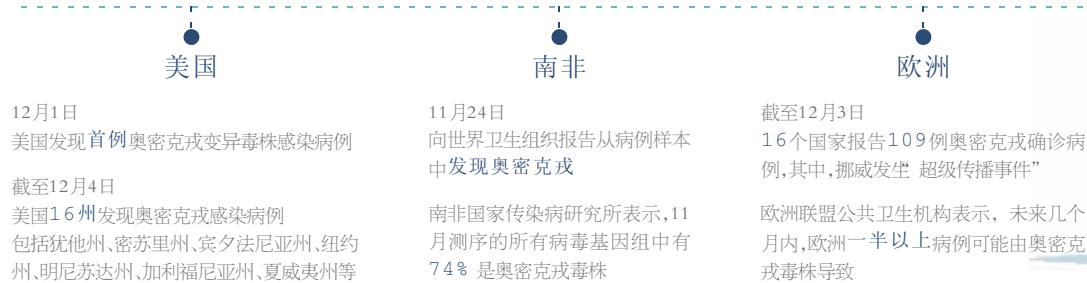 美国
12月1日
美国发现首例奥密克戎变异毒株感染病例
截至12月4日
美国16州发现奥密克戎感染病例
包括犹他州、密苏里州、宾夕法尼亚州、纽约
州、明尼苏达州、加利福尼亚州、夏威夷州等
南非
11月24日
向世界卫生组织报告从病例样本
中发现奥密克戎
南非国家传染病研究所表示,11
月测序的所有病毒基因组中有
74% 是奥密克戎毒株
欧洲
截至12月3日
16个国家报告109例奥密克戎确诊病
例,其中,挪威发生“超级传播事件”
欧洲联盟公共卫生机构表示，未来几个
月内,欧洲一半以上病例可能由奥密克
戎毒株导致